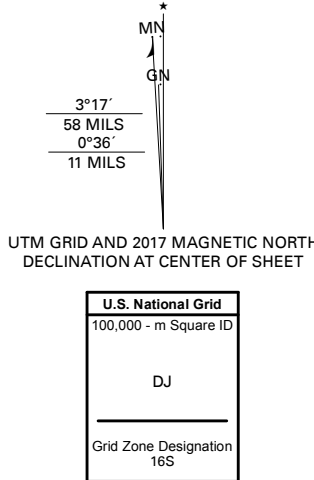 ★
MN
GN
3°17´
58 MILS
0°36´
11 MILS
UTM GRID AND 2017 MAGNETIC NORTH
DECLINATION AT CENTER OF SHEET
U.S. National Grid
100,000 - m Square ID
DJ
Grid Zone Designation
16S